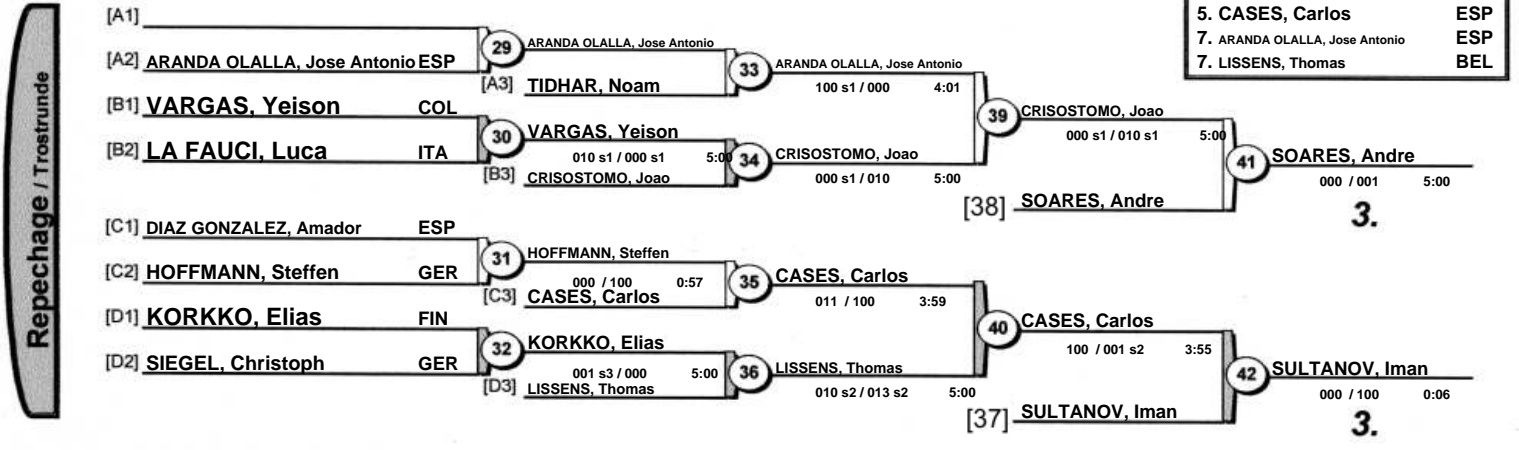 Repechage / Trostrunde
[A1]
[A2] ARANDA OLALLA, Jose Antonio ESP
[B1] VARGAS, Yeison COL
[B2] LA FAUCI, Luca ITA
[C1] DIAZ GONZALEZ, Amador ESP
[C2] HOFFMANN, Steffen GER
[D1] KORKKO, Elias FIN
[D2] SIEGEL, Christoph GER
29
ARANDA OLALLA, Jose Antonio
[A3] TIDHAR, Noam
30
VARGAS, Yeison
010 s1 / 000 s1 5:00
[B3] CRISOSTOMO, Joao
31
HOFFMANN, Steffen
000 / 100 0:57
[C3] CASES, Carlos
32
KORKKO, Elias
001 s3 / 000 5:00
[D3] LISSENS, Thomas
33
ARANDA OLALLA, Jose Antonio
100 s1 / 000 4:01
34
CRISOSTOMO, Joao
000 s1 / 010 5:00
35
CASES, Carlos
011 / 100 3:59
36
LISSENS, Thomas
010 s2 / 013 s2 5:00
39
CRISOSTOMO, Joao
000 s1 / 010 s1 5:00
[38] SOARES, Andre
40
CASES, Carlos
100 / 001 s2 3:55
[37] SULTANOV, Iman
41
SOARES, Andre
000 / 001 5:00
3.
42
SULTANOV, Iman
000 / 100 0:06
3.
5. CASES, Carlos ESP
7. ARANDA OLALLA, Jose Antonio ESP
7. LISSENS, Thomas BEL